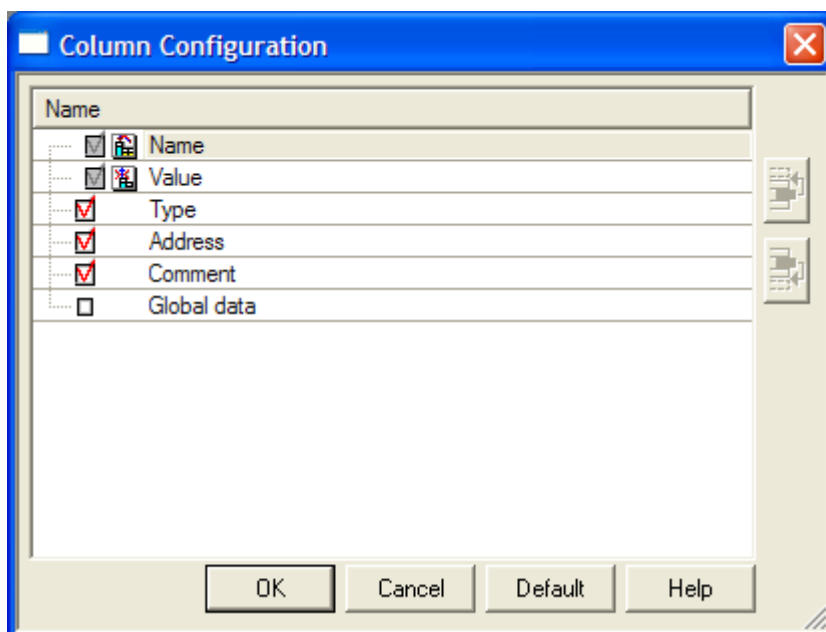 Column Configuration
Name
Name
Value
Type
Address
Comment
Global data
OK Cancel Default Help